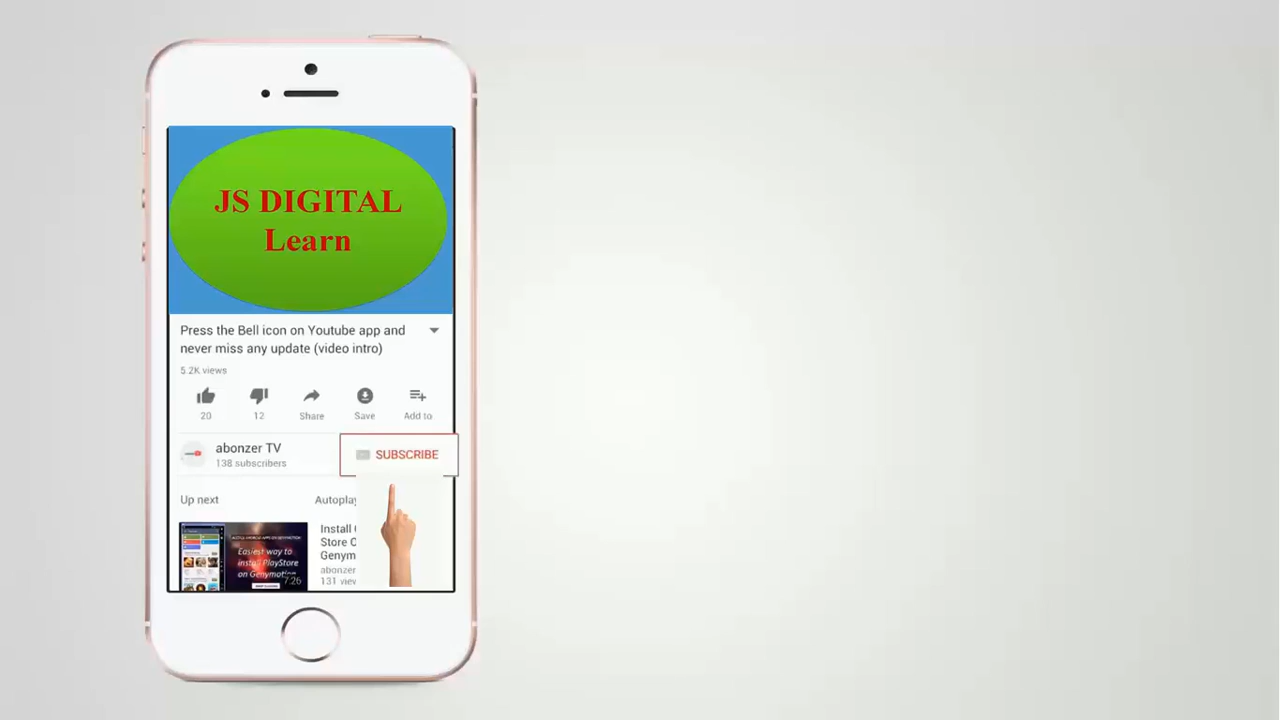 JS DIGITAL
Learn
Press the Bell icon on Youtube app and
never miss any update (video intro)
5.2K views
20
12
Share
Save
Add to
abonzer TV
138 subscribers
SUBSCRIBE
Up next
Autoplay
Install
Store
Genym
abonzer
131 view
Easiest way to
install PlayStore
on Genymotion
7:26